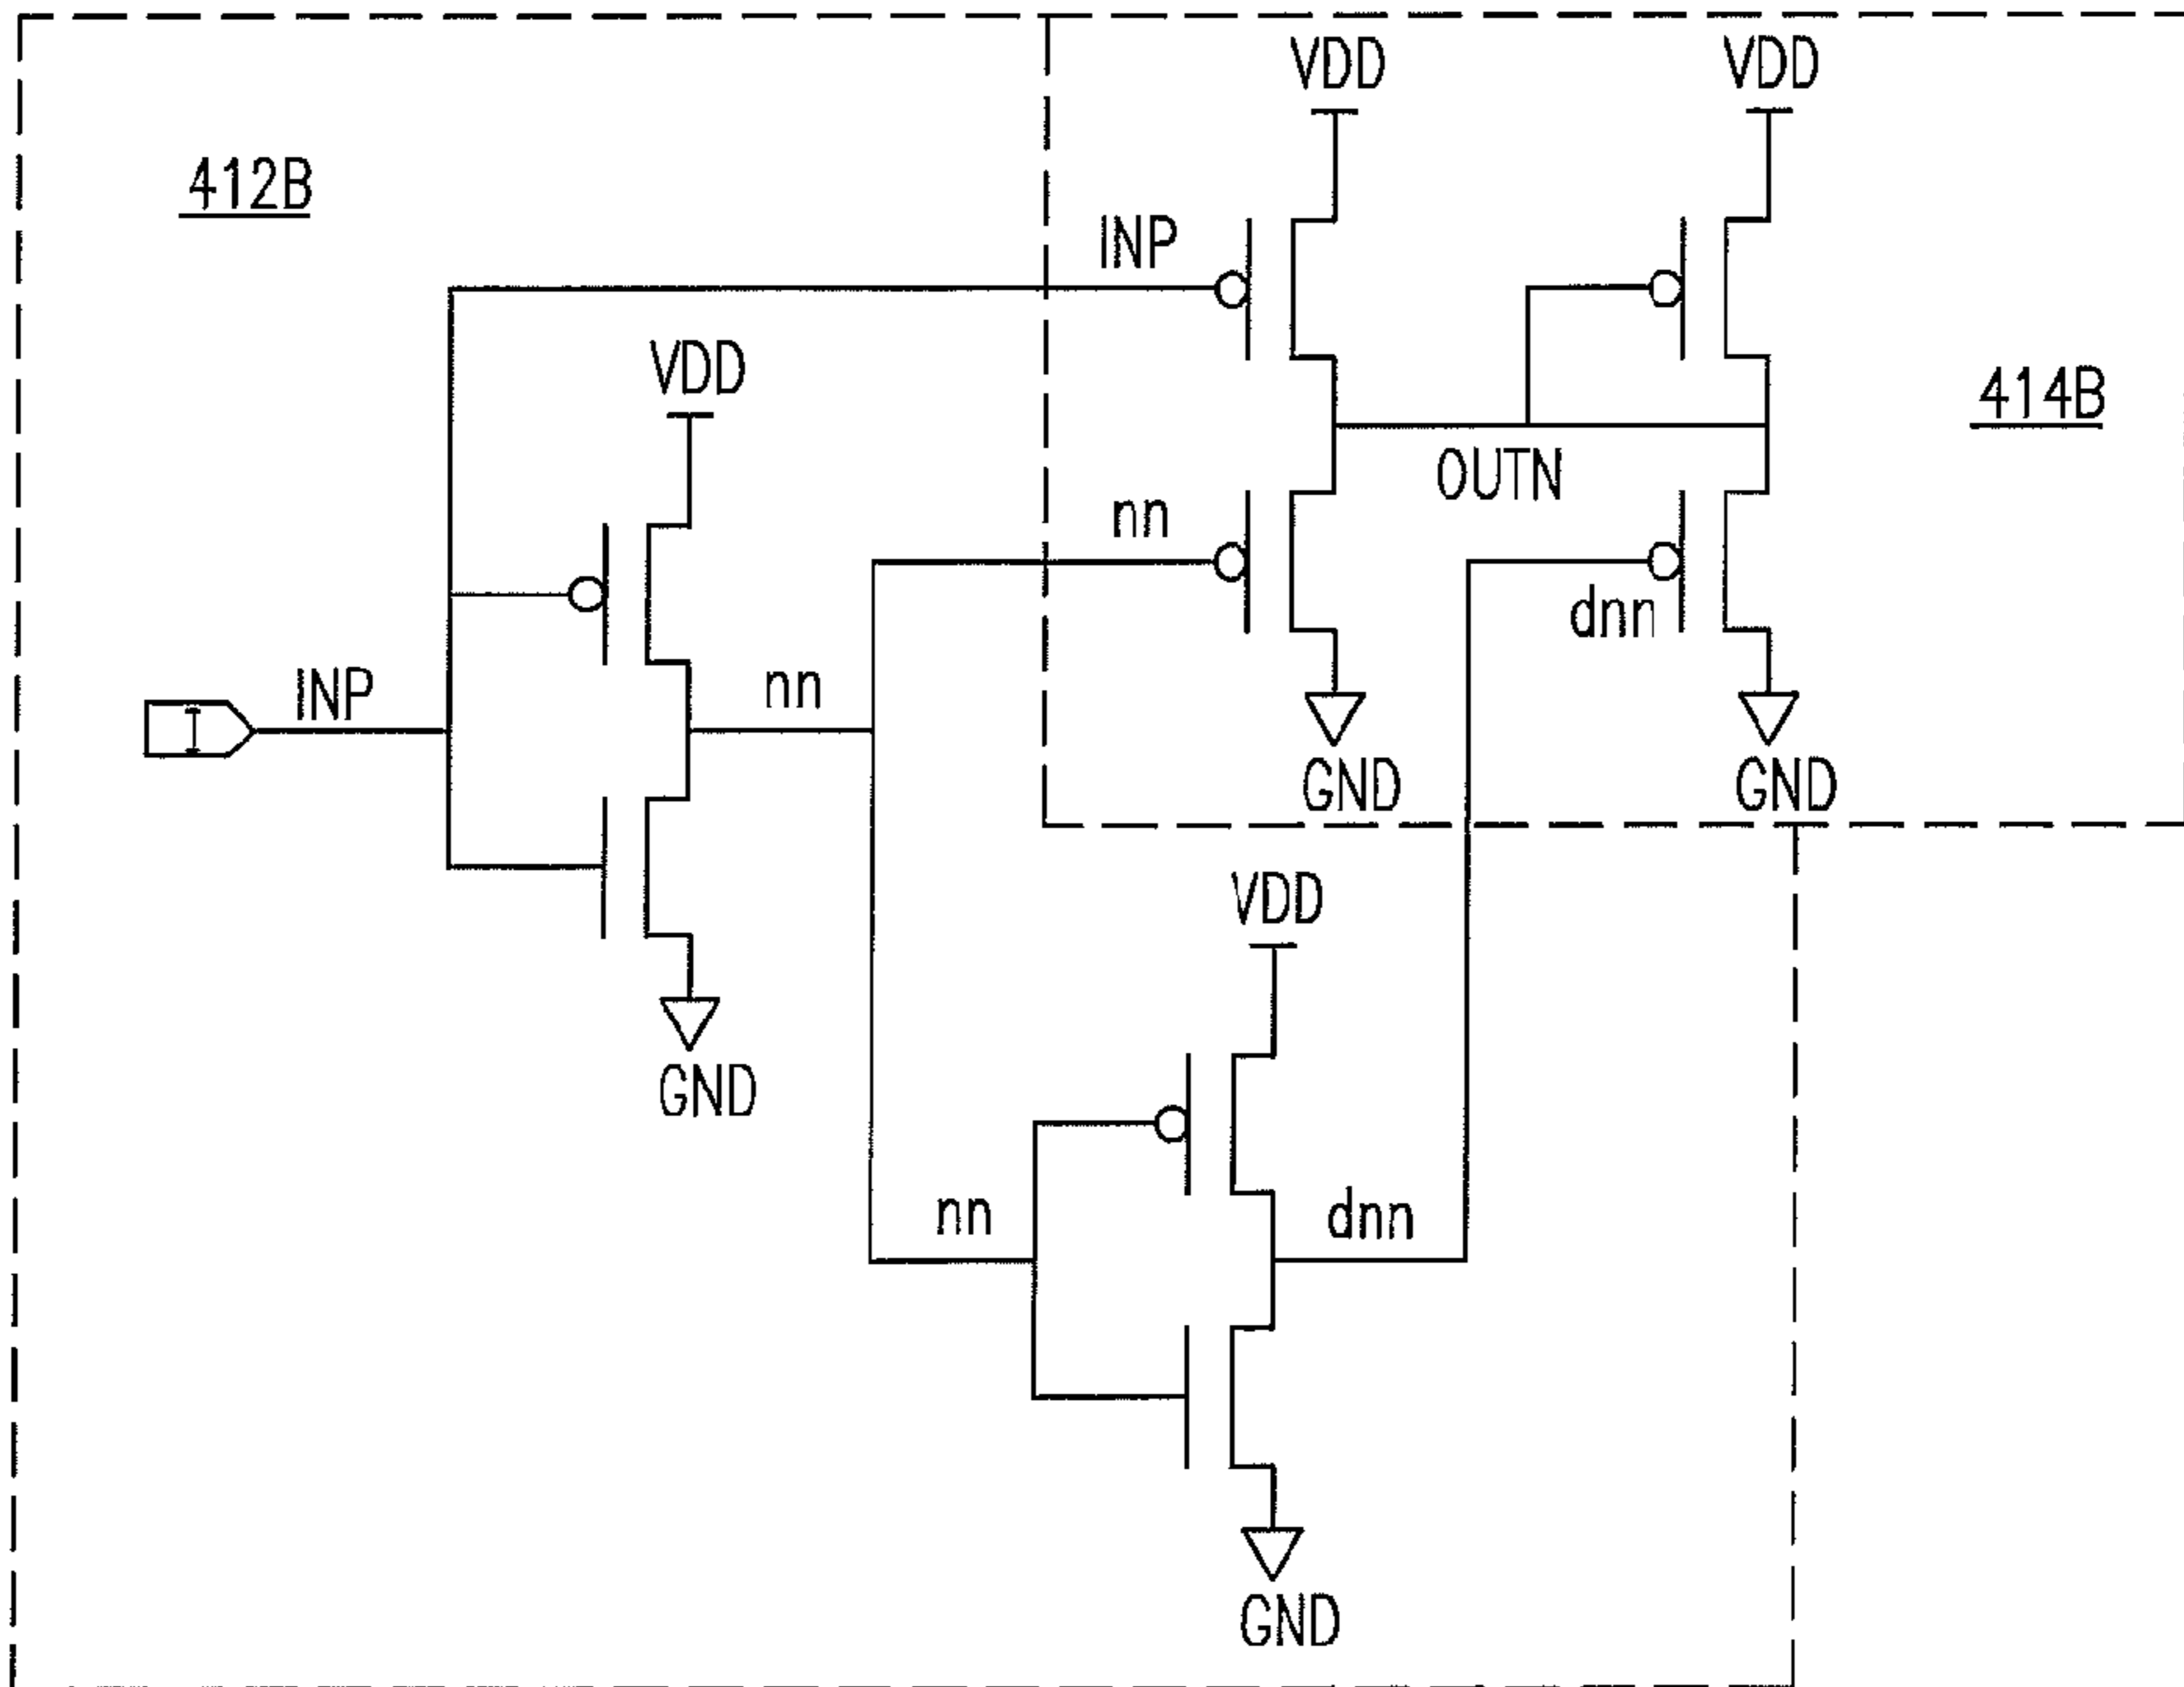 VDD
VDD
412B
INP
VDD
414B
OUTN
nn
dnn
INP
nn
I
GND
GND
VDD
GND
nn
dnn
GND